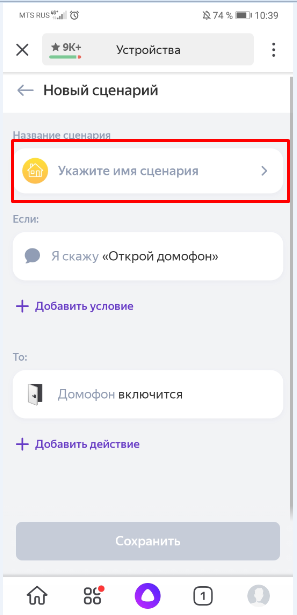 MTS RUS 4G 74 % 10:39
★ 9K+ Устройства
Новый сценарий
Название сценария
Укажите имя сценария
Если:
Я скажу «Открой домофон»
+ Добавить условие
То:
Домофон включится
+ Добавить действие
Сохранить
1